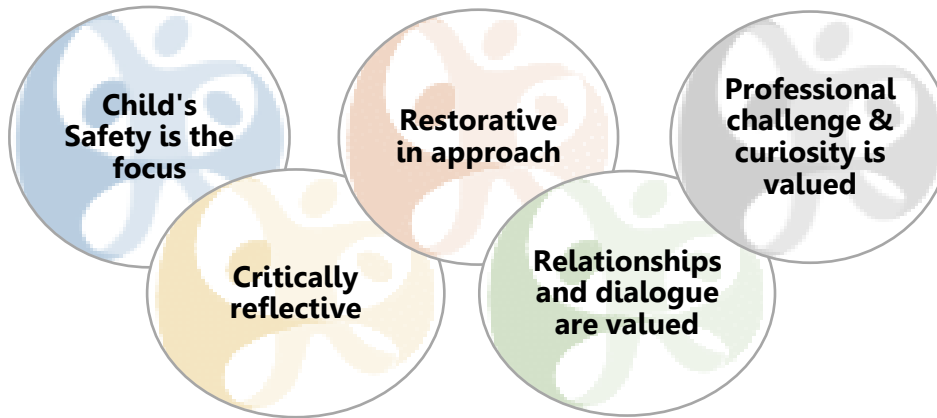 Child's
Safety is the
focus
Critically
reflective
Restorative
in approach
Relationships
and dialogue
are valued
Professional
challenge &
curiosity is
valued